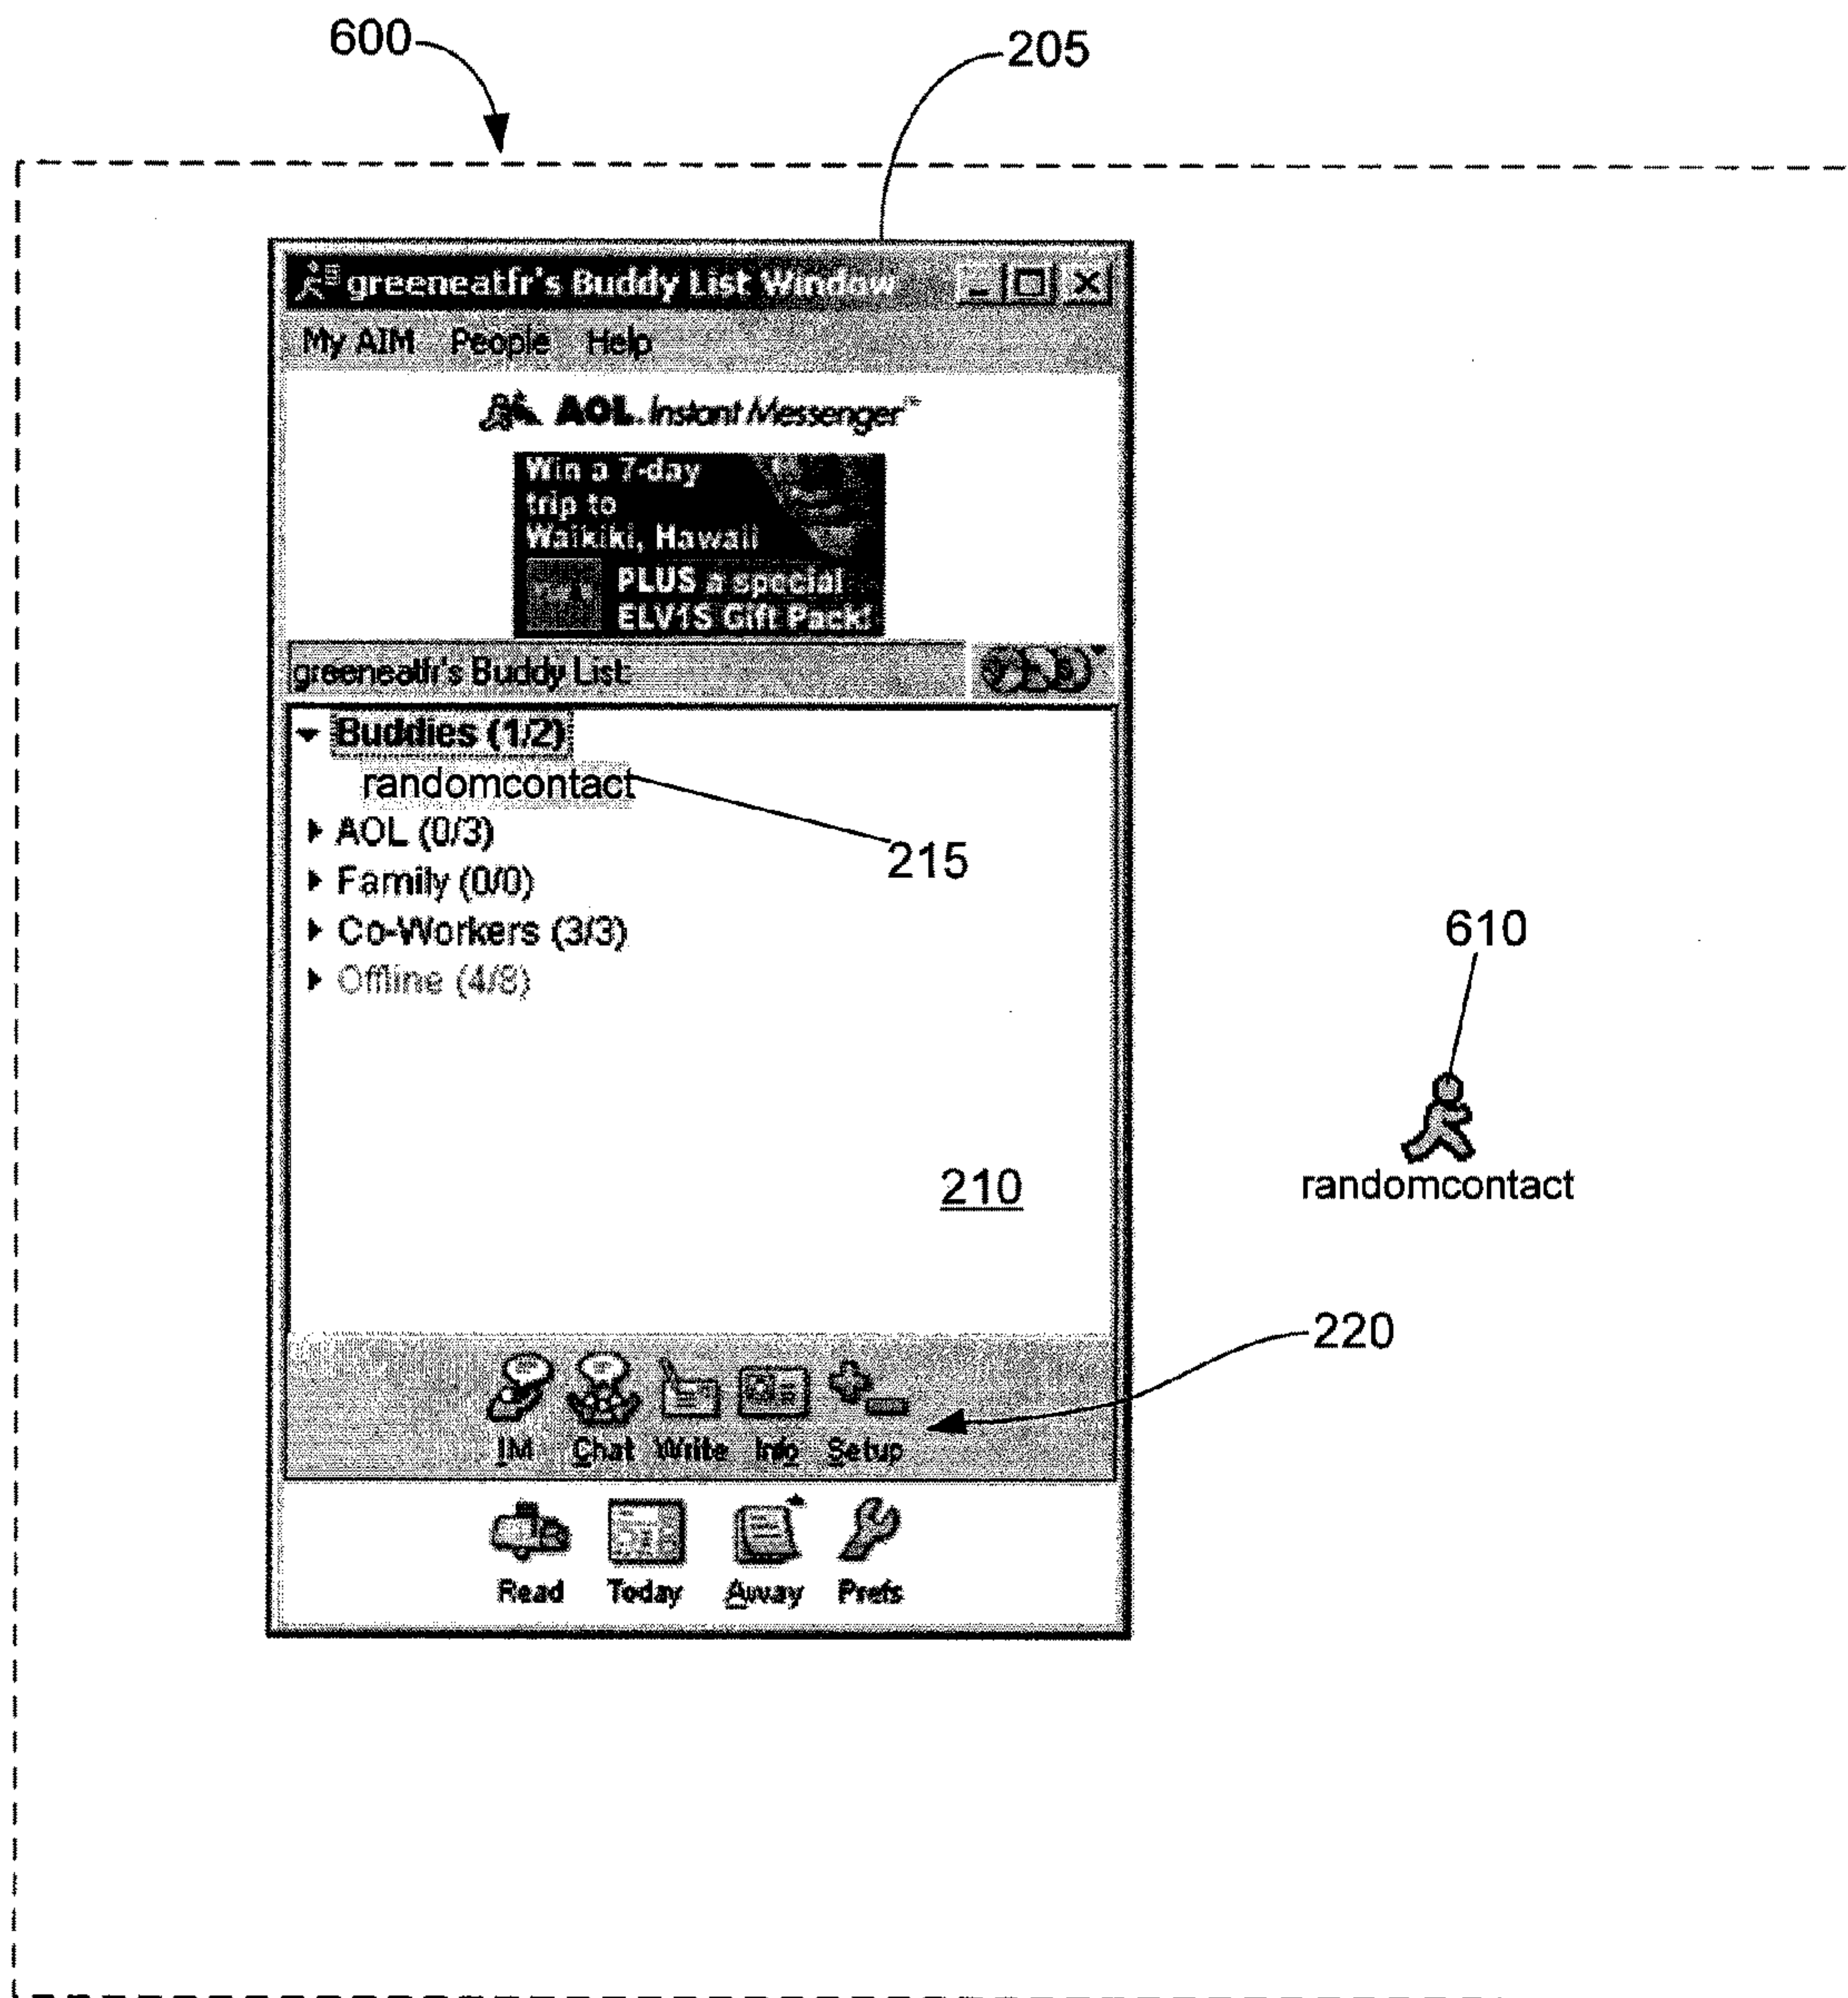 600
205
greeneatfr's Buddy List Window
My AIM People Help
AOL Instant Messenger™
Win a 7-day
trip to
Waikiki, Hawaii
PLUS a special
ELV1S Gift Pack!
greeneatfr's Buddy List:
Buddies (1/2)
randomcontact
AOL (0/3)
215
Family (0/0)
Co-Workers (3/3)
610
Offline (4/8)
210
randomcontact
220
IM Chat Write Info Setup
Read Today Away Prefs